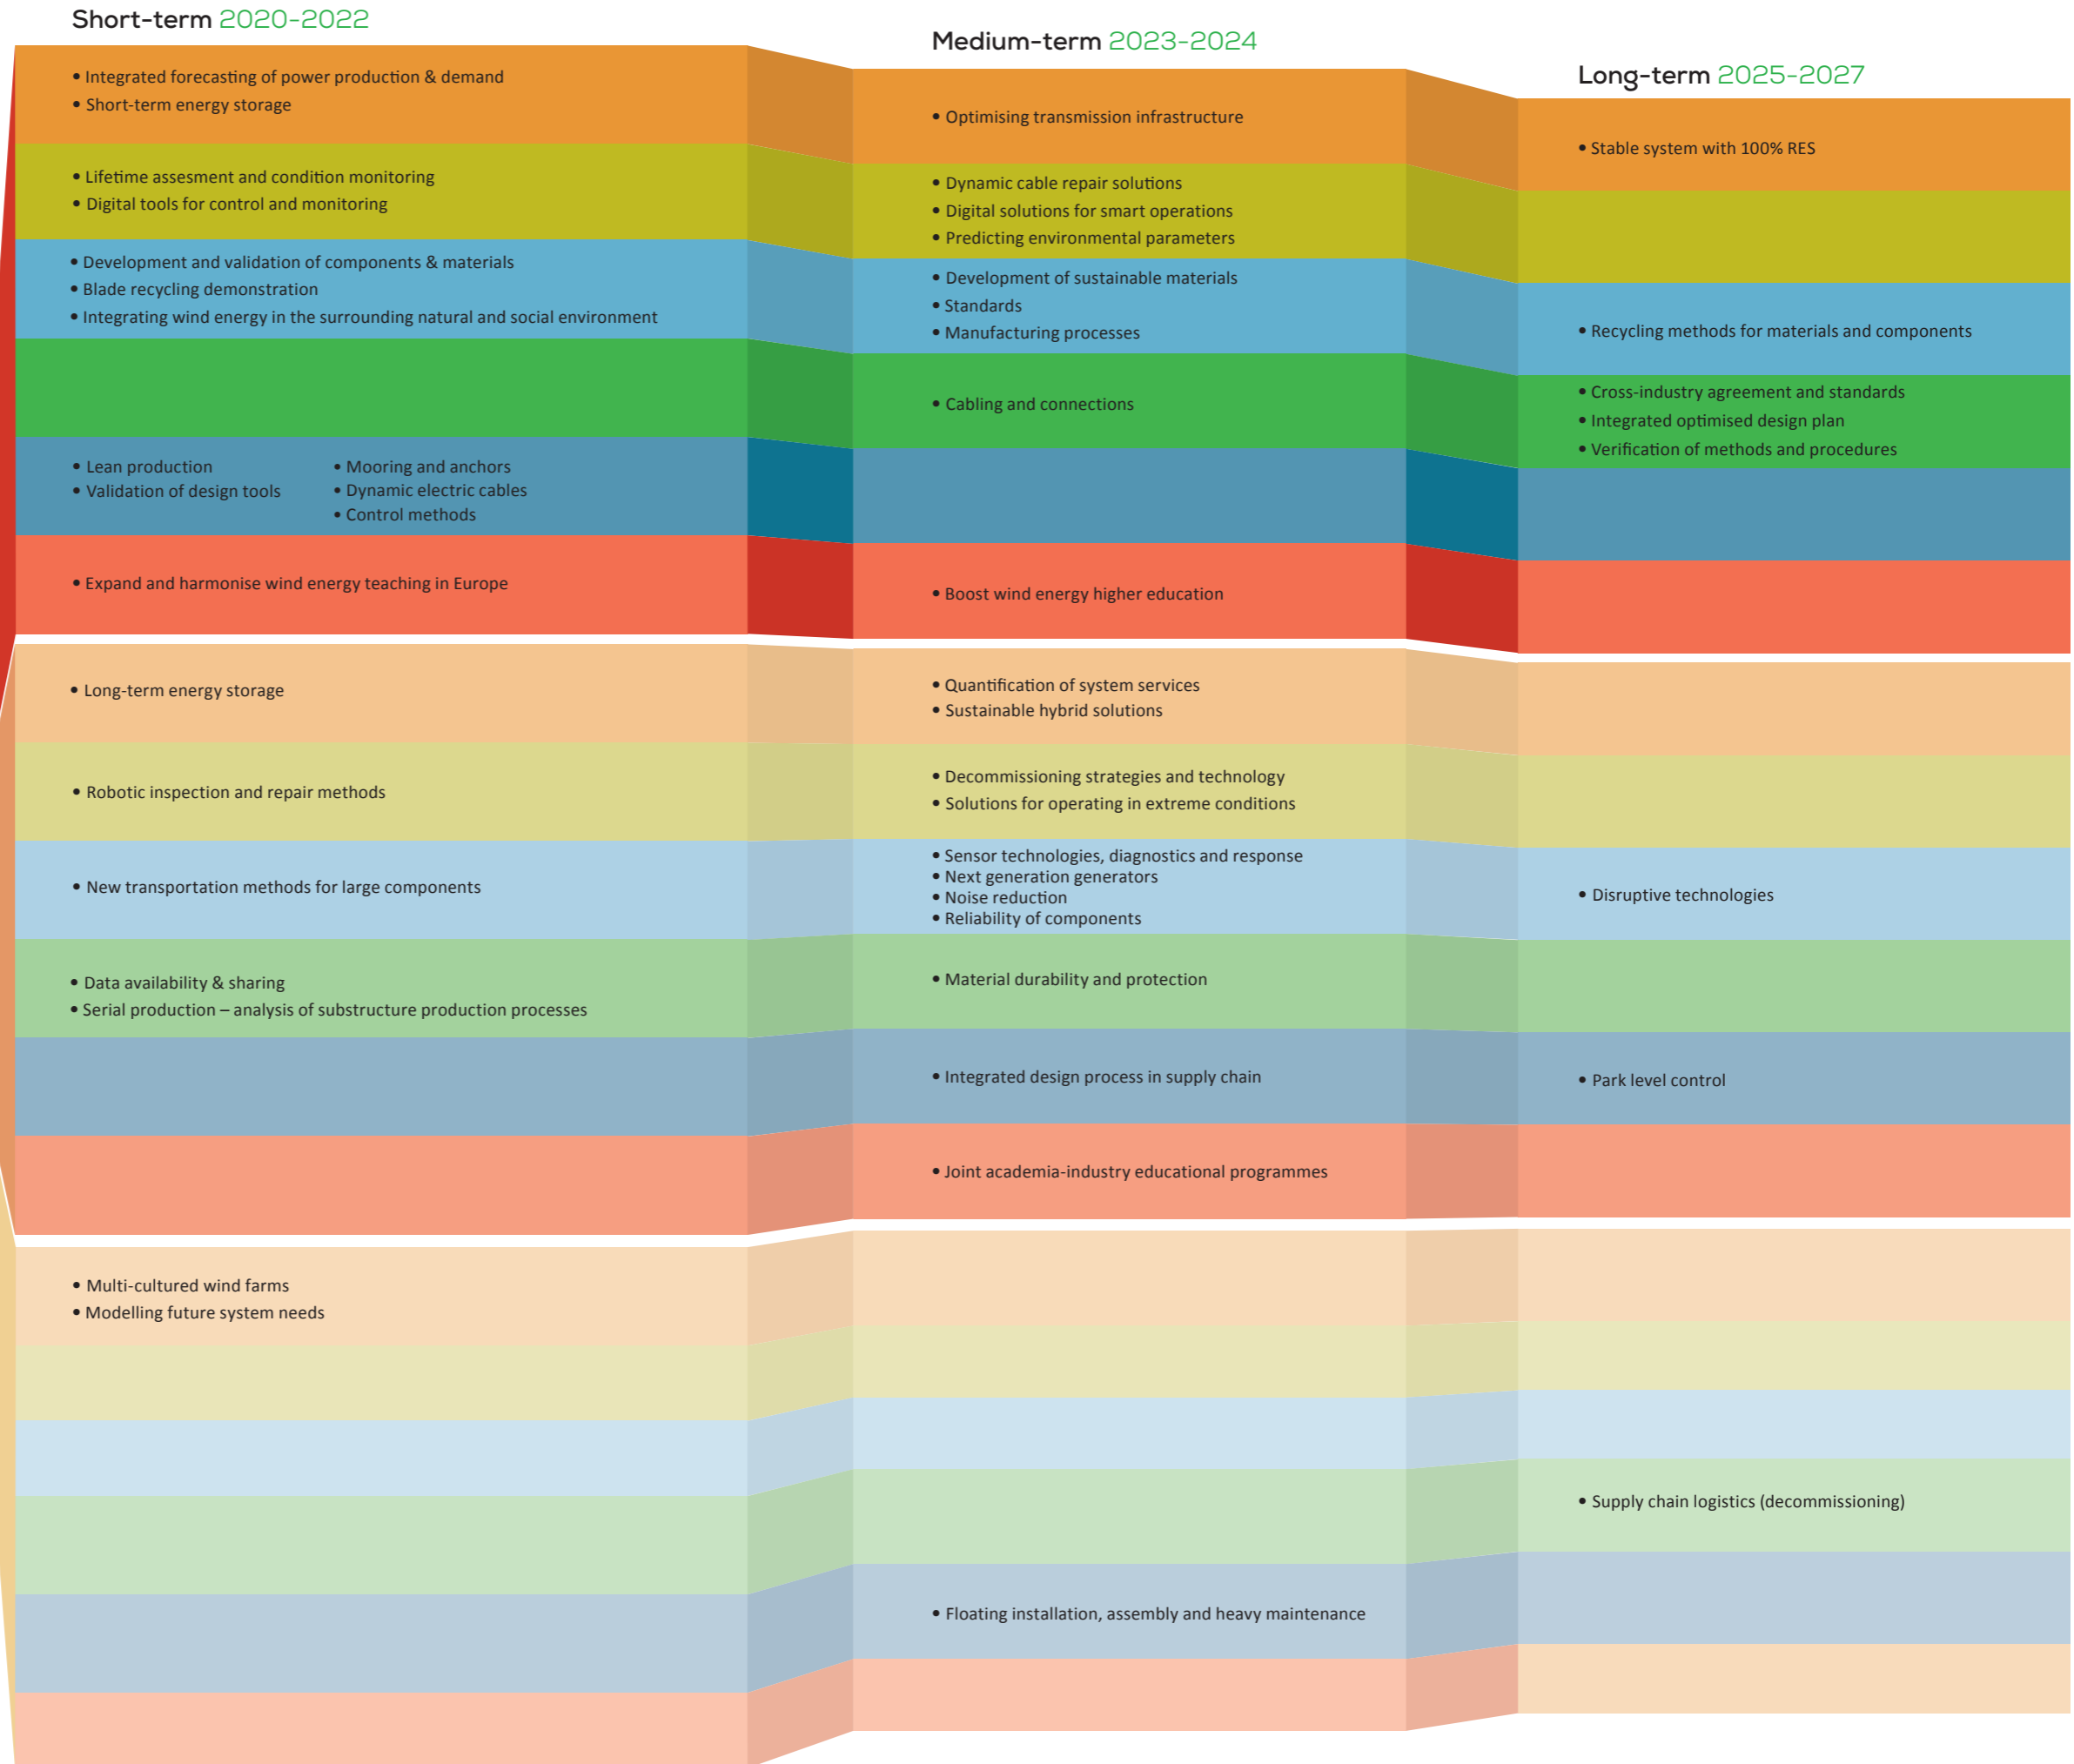 Short-term 2020-2022
• Integrated forecasting of power production & demand
• Short-term energy storage
• Lifetime assesment and condition monitoring
• Digital tools for control and monitoring
• Development and validation of components & materials
• Blade recycling demonstration
• Integrating wind energy in the surrounding natural and social environment
• Lean production
• Validation of design tools
• Mooring and anchors
• Dynamic electric cables
• Control methods
• Expand and harmonise wind energy teaching in Europe
• Long-term energy storage
• Robotic inspection and repair methods
• New transportation methods for large components
• Data availability & sharing
• Serial production – analysis of substructure production processes
• Multi-cultured wind farms
• Modelling future system needs
Medium-term 2023-2024
• Optimising transmission infrastructure
• Dynamic cable repair solutions
• Digital solutions for smart operations
• Predicting environmental parameters
• Development of sustainable materials
• Standards
• Manufacturing processes
• Cabling and connections
• Boost wind energy higher education
• Quantification of system services
• Sustainable hybrid solutions
• Decommissioning strategies and technology
• Solutions for operating in extreme conditions
• Sensor technologies, diagnostics and response
• Next generation generators
• Noise reduction
• Reliability of components
• Material durability and protection
• Integrated design process in supply chain
• Joint academia-industry educational programmes
• Floating installation, assembly and heavy maintenance
Long-term 2025-2027
• Stable system with 100% RES
• Recycling methods for materials and components
• Cross-industry agreement and standards
• Integrated optimised design plan
• Verification of methods and procedures
• Disruptive technologies
• Park level control
• Supply chain logistics (decommissioning)